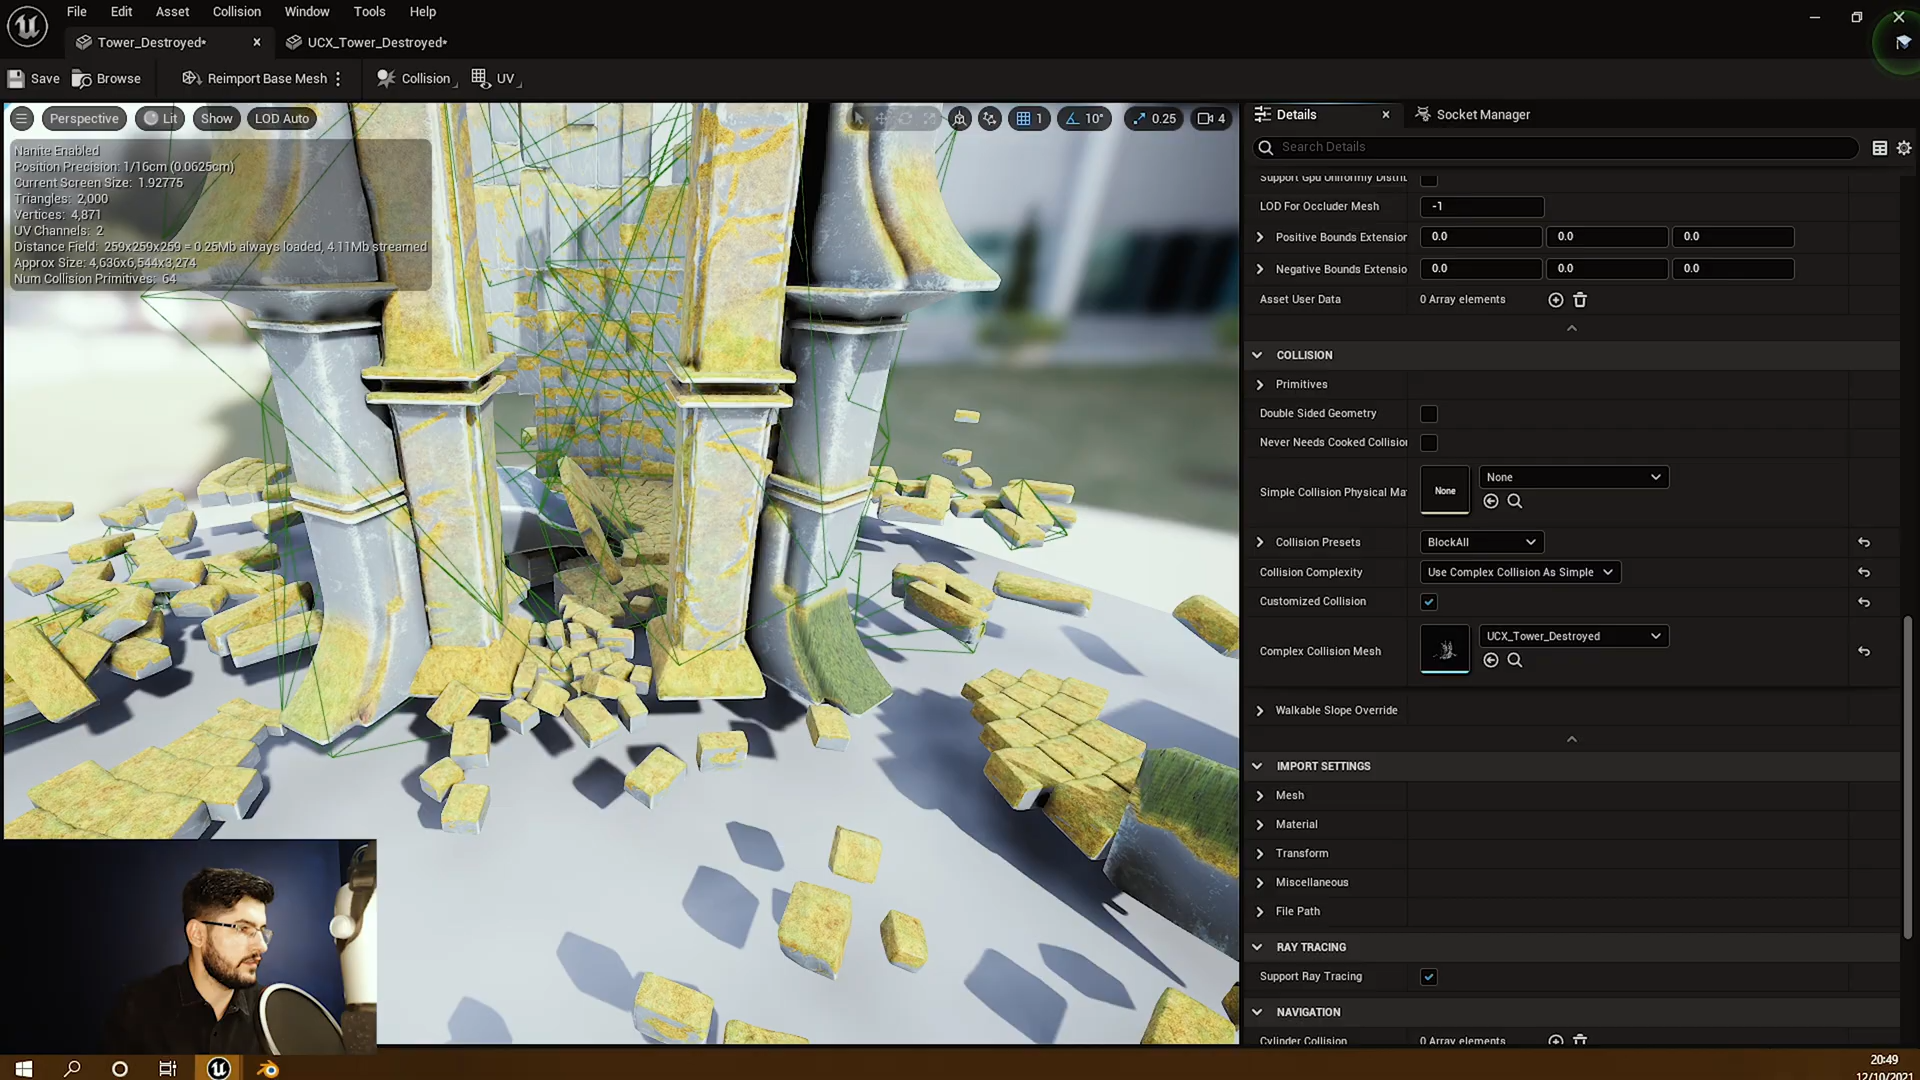 File Edit Asset Collision Window Tools Help
Tower_Destroyed* UCX_Tower_Destroyed*
Save Browse Reimport Base Mesh Collision UV
Perspective Lit Show LOD Auto 1 10° 0.25 4
Nanite Enabled
Position Precision: 1/16cm (0.0625cm)
Current Screen Size: 1.92775
Triangles: 2,000
Vertices: 4,871
UV Channels: 2
Distance Field: 259x259x259 = 0.25Mb always loaded, 4.11Mb streamed
Approx Size: 4,636x6,544x3,274
Num Collision Primitives: 64
Details Socket Manager
Search Details
Support Gpu Uniformly Distrib
LOD For Occluder Mesh -1
Positive Bounds Extension 0.0 0.0 0.0
Negative Bounds Extensio 0.0 0.0 0.0
Asset User Data 0 Array elements
COLLISION
Primitives
Double Sided Geometry
Never Needs Cooked Collision
Simple Collision Physical Ma None None
Collision Presets BlockAll
Collision Complexity Use Complex Collision As Simple
Customized Collision
Complex Collision Mesh UCX_Tower_Destroyed
Walkable Slope Override
IMPORT SETTINGS
Mesh
Material
Transform
Miscellaneous
File Path
RAY TRACING
Support Ray Tracing
NAVIGATION
Cylinder Collision 0 Array elements
20:49
12/10/2021